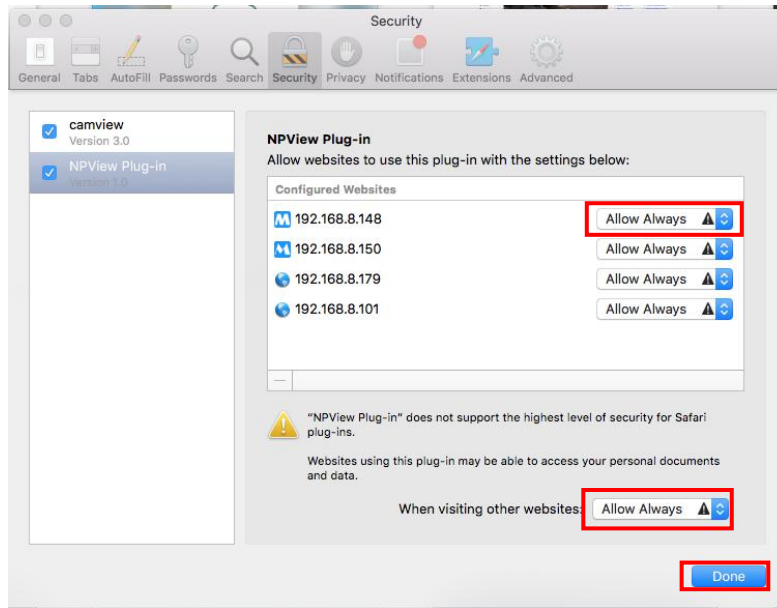 Security
General Tabs AutoFill Passwords Search Security Privacy Notifications Extensions Advanced
camview
Version 3.0
NPView Plug-in
Version 1.0
NPView Plug-in
Allow websites to use this plug-in with the settings below:
Configured Websites
192.168.8.148 Allow Always
192.168.8.150 Allow Always
192.168.8.179 Allow Always
192.168.8.101 Allow Always
“NPView Plug-in” does not support the highest level of security for Safari
plug-ins.
Websites using this plug-in may be able to access your personal documents
and data.
When visiting other websites: Allow Always
Done